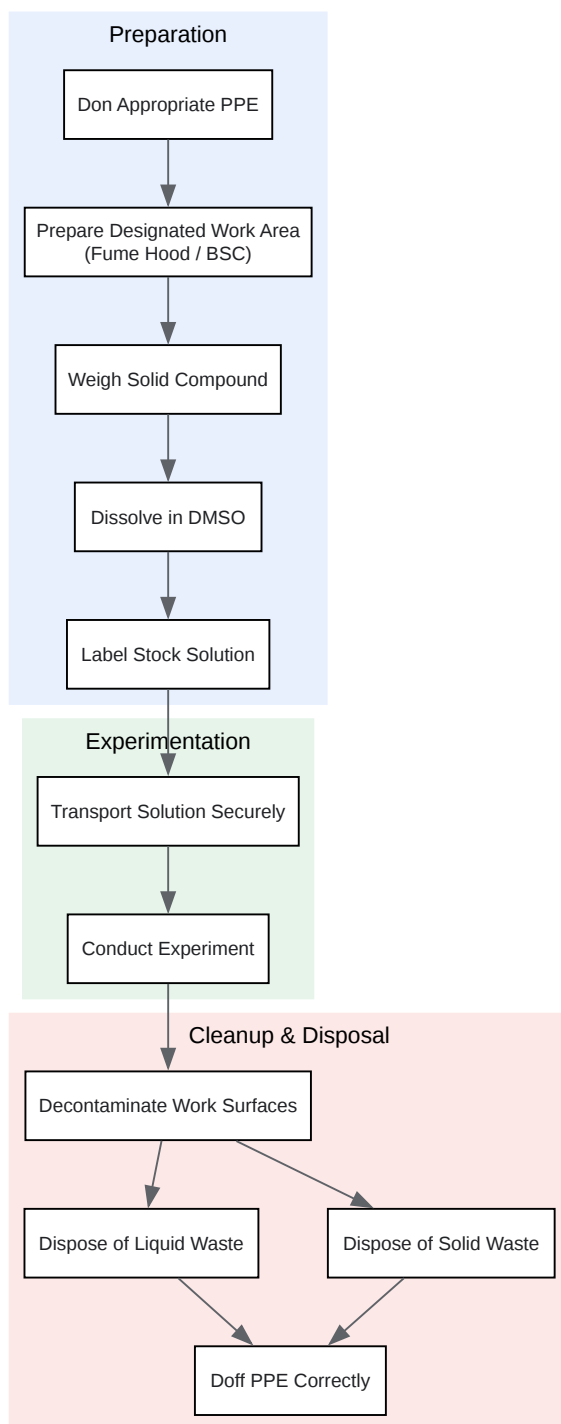 Preparation
Don Appropriate PPE
Prepare Designated Work Area
(Fume Hood / BSC)
Weigh Solid Compound
Dissolve in DMSO
Label Stock Solution
Experimentation
Transport Solution Securely
Conduct Experiment
Cleanup & Disposal
Decontaminate Work Surfaces
Dispose of Liquid Waste
Dispose of Solid Waste
Doff PPE Correctly